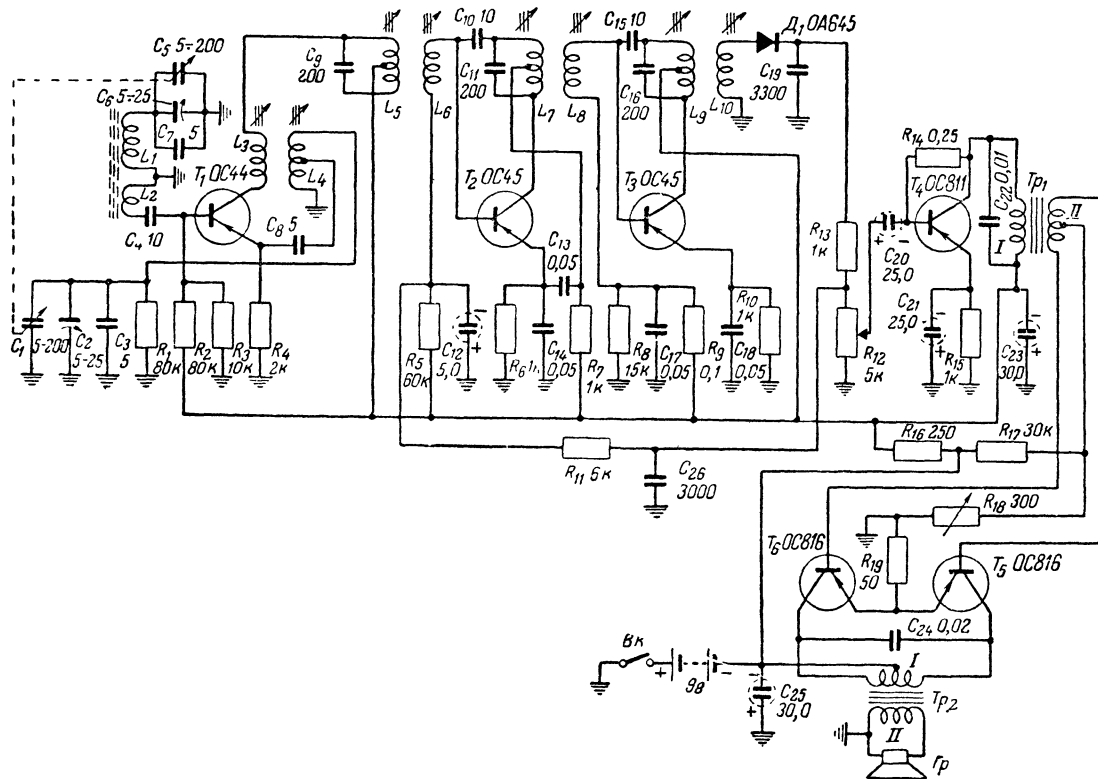 C5 5÷200
C6 5÷25
C7 5
L1
L2
C4 10
T1 OC44
L3
L4
C8 5
C9 200
L5
C10 10
L6
C11 200
L7
T2 OC45
C13 0,05
C15 10
L8
C16 200
L9
T3 OC45
L10
Д1 OA645
C19 3300
R14 0,25
T4 OC811
C22 0,01
I
Тр1
II
R13 1к
C20 25,0
+ -
C1 5-200
C2 5-25
C3 5
R1 80к
R2 80к
R3 10к
R4 2к
R5 60к
C12 5,0
- +
R6 1к
C14 0,05
R7 1к
R8 15к
C17 0,05
R9 0,1
R10 1к
C18 0,05
R12 5к
C21 25,0
- +
R15 1к
C23 30,0
- +
R11 6к
C26 3000
R16 250
R17 30к
R18 300
T6 OC816
R19 50
T5 OC816
C24 0,02
Вк
+ 9в -
C25 30,0
- +
I
Тр2
II
Гр